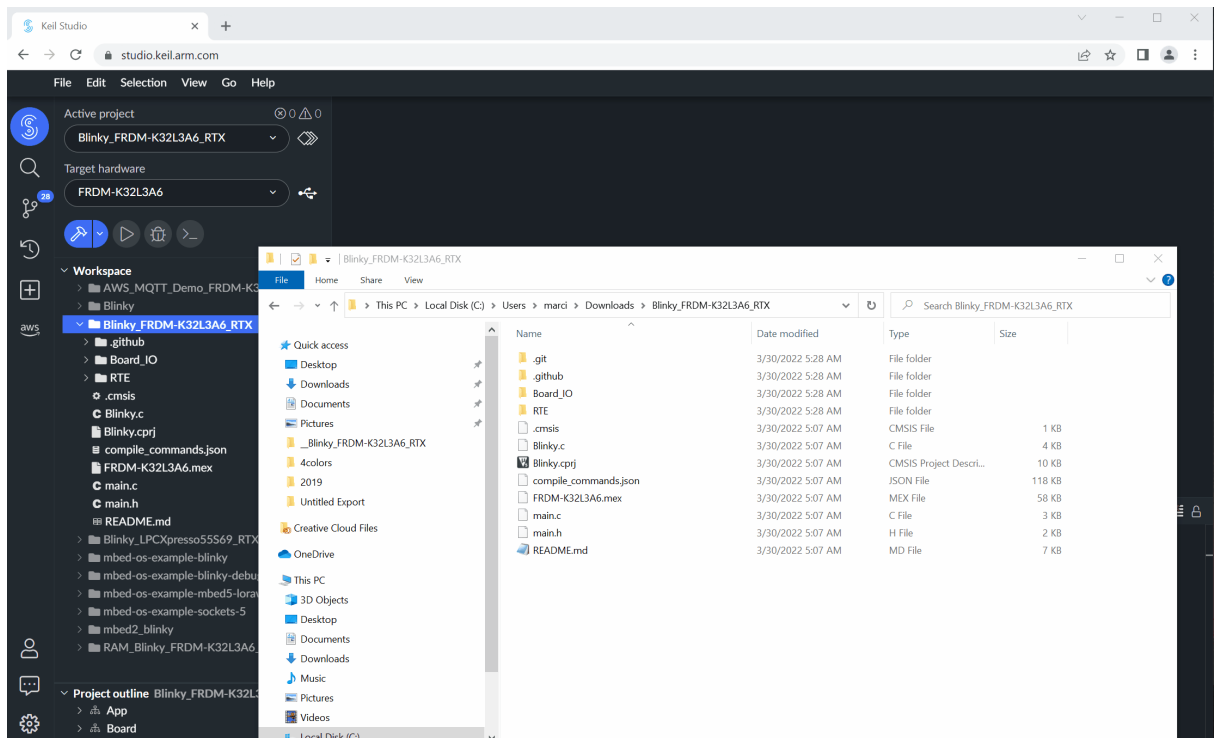 Keil Studio
studio.keil.arm.com
File Edit Selection View Go Help
Active project
0 0
Blinky_FRDM-K32L3A6_RTX
Target hardware
FRDM-K32L3A6
28
Workspace
AWS_MQTT_Demo_FRDM-K3
Blinky
Blinky_FRDM-K32L3A6_RTX
.github
Board_IO
RTE
.cmsis
Blinky.c
Blinky.cprj
compile_commands.json
FRDM-K32L3A6.mex
main.c
main.h
README.md
Blinky_LPCXpresso55S69_RTX
mbed-os-example-blinky
mbed-os-example-blinky-debu
mbed-os-example-mbed5-lora
mbed-os-example-sockets-5
mbed2_blinky
RAM_Blinky_FRDM-K32L3A6_
aws
Project outline Blinky_FRDM-K32L3
App
Board
Blinky_FRDM-K32L3A6_RTX
File Home Share View
This PC > Local Disk (C:) > Users > marci > Downloads > Blinky_FRDM-K32L3A6_RTX
Search Blinky_FRDM-K32L3A6_RTX
Quick access
Desktop
Downloads
Documents
Pictures
__Blinky_FRDM-K32L3A6_RTX
4colors
2019
Untitled Export
Creative Cloud Files
OneDrive
This PC
3D Objects
Desktop
Documents
Downloads
Music
Pictures
Videos
Local Disk (C:)
Name Date modified Type Size
.git 3/30/2022 5:28 AM File folder
.github 3/30/2022 5:28 AM File folder
Board_IO 3/30/2022 5:28 AM File folder
RTE 3/30/2022 5:28 AM File folder
.cmsis 3/30/2022 5:07 AM CMSIS File 1 KB
Blinky.c 3/30/2022 5:07 AM C File 4 KB
Blinky.cprj 3/30/2022 5:07 AM CMSIS Project Descri... 10 KB
compile_commands.json 3/30/2022 5:07 AM JSON File 118 KB
FRDM-K32L3A6.mex 3/30/2022 5:07 AM MEX File 58 KB
main.c 3/30/2022 5:07 AM C File 3 KB
main.h 3/30/2022 5:07 AM H File 2 KB
README.md 3/30/2022 5:07 AM MD File 7 KB